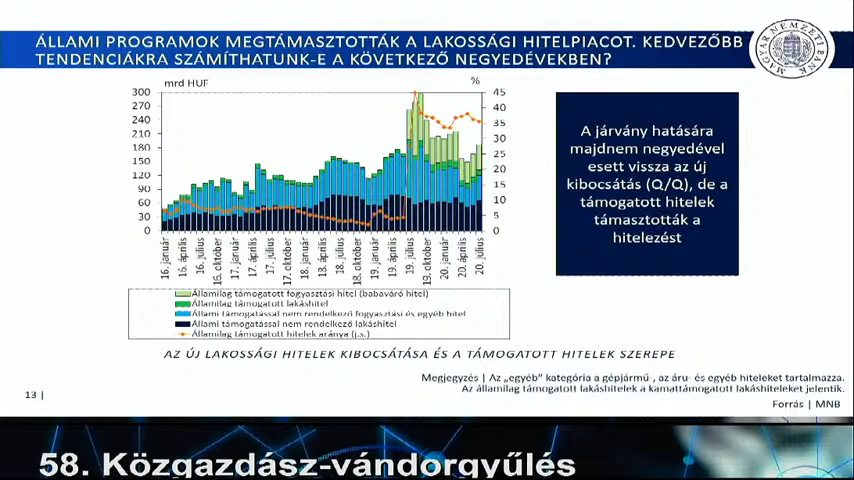 ÁLLAMI PROGRAMOK MEGTÁMASZTOTTÁK A LAKOSSÁGI HITELPIACOT. KEDVEZŐBB
TENDENCIÁKRA SZÁMÍTHATUNK-E A KÖVETKEZŐ NEGYEDÉVEKBEN?
MAGYAR NEMZETI BANK
mrd HUF
%
300
270
240
210
180
150
120
90
60
30
0
45
40
35
30
25
20
15
10
5
0
16. január
16. április
16. július
16. október
17. január
17. április
17. július
17. október
18. január
18. április
18. július
18. október
19. január
19. április
19. július
19. október
20. január
20. április
20. július
Államilag támogatott fogyasztási hitel (babaváró hitel)
Államilag támogatott lakáshitel
Állami támogatással nem rendelkező fogyasztási és egyéb hitel
Állami támogatással nem rendelkező lakáshitel
Államilag támogatott hitelek aránya (j.s.)
A járvány hatására
majdnem negyedével
esett vissza az új
kibocsátás (Q/Q), de a
támogatott hitelek
támasztották a
hitelezést
AZ ÚJ LAKOSSÁGI HITELEK KIBOCSÁTÁSA ÉS A TÁMOGATOTT HITELEK SZEREPE
Megjegyzés | Az „egyéb” kategória a gépjármű-, az áru- és egyéb hiteleket tartalmazza.
Az államilag támogatott lakáshitelek a kamattámogatott lakáshiteleket jelentik.
13 |
Forrás | MNB
58. Közgazdász-vándorgyűlés